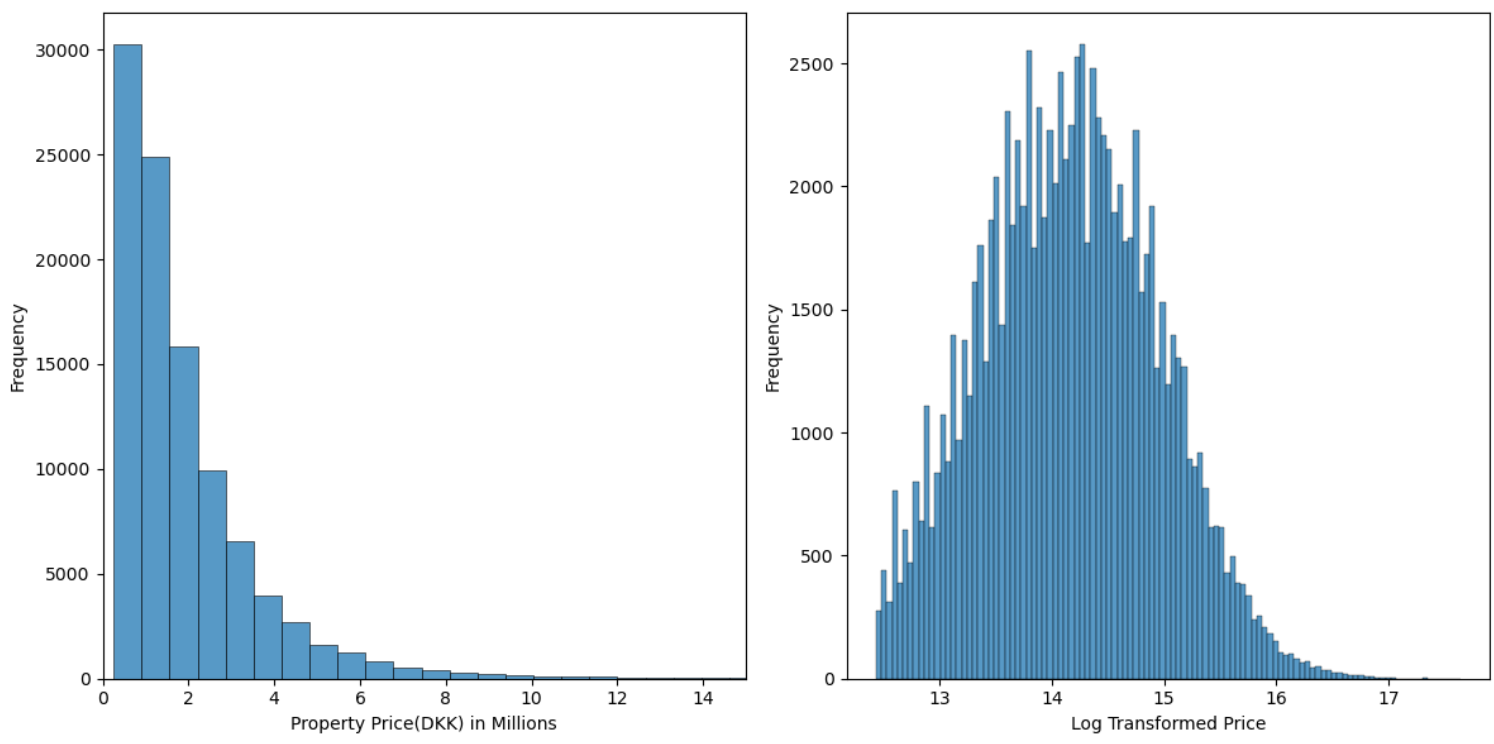 30000
25000
20000
15000
10000
5000
0
Frequency
0 2 4 6 8 10 12 14
Property Price(DKK) in Millions
2500
2000
1500
1000
500
0
Frequency
13 14 15 16 17
Log Transformed Price